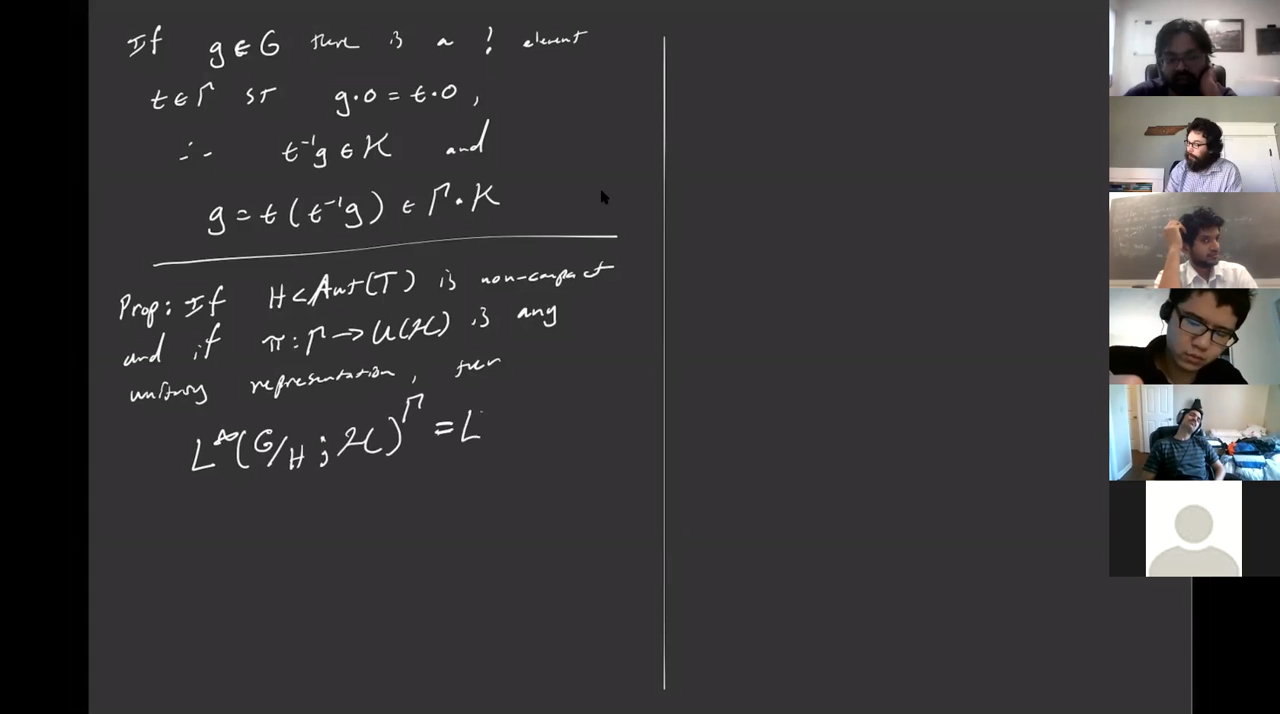 If g ∈ G there is a ! element
t ∈ Γ ST g·o = t·o ,
∴ t⁻¹g ∈ K and
g = t(t⁻¹g) ∈ Γ·K
Prop: If H < Aut(T) is non-compact
and if π: Γ → U(ℋ) is any
unitary representation, then
L^∞(G/H ; ℋ)^Γ = L